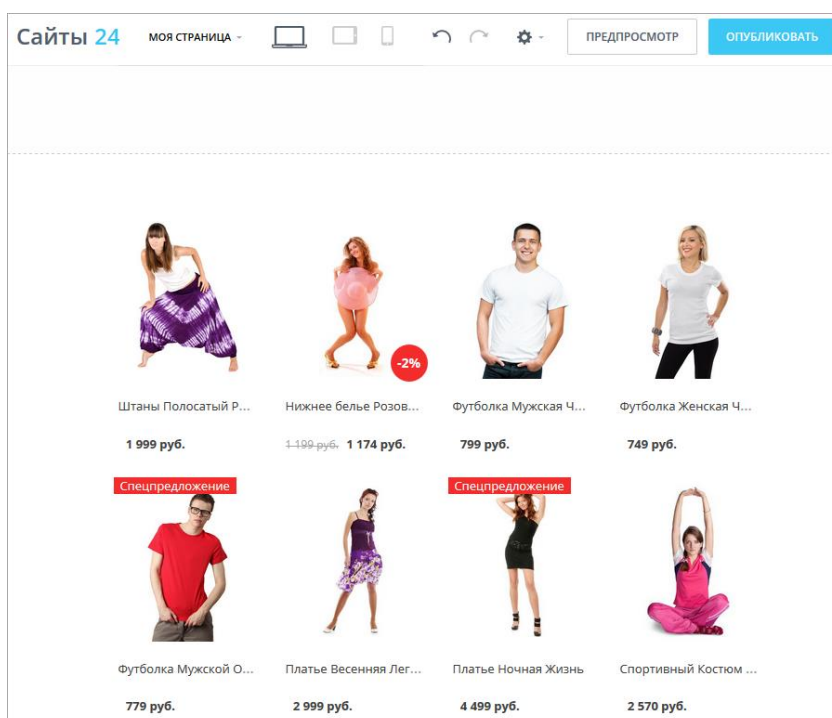 Сайты 24 МОЯ СТРАНИЦА ПРЕДПРОСМОТР ОПУБЛИКОВАТЬ
-2%
Штаны Полосатый Р... Нижнее белье Розов... Футболка Мужская Ч... Футболка Женская Ч...
1 999 руб. 1 199 руб. 1 174 руб. 799 руб. 749 руб.
Спецпредложение Спецпредложение
Футболка Мужской О... Платье Весенняя Лег... Платье Ночная Жизнь Спортивный Костюм ...
779 руб. 2 999 руб. 4 499 руб. 2 570 руб.